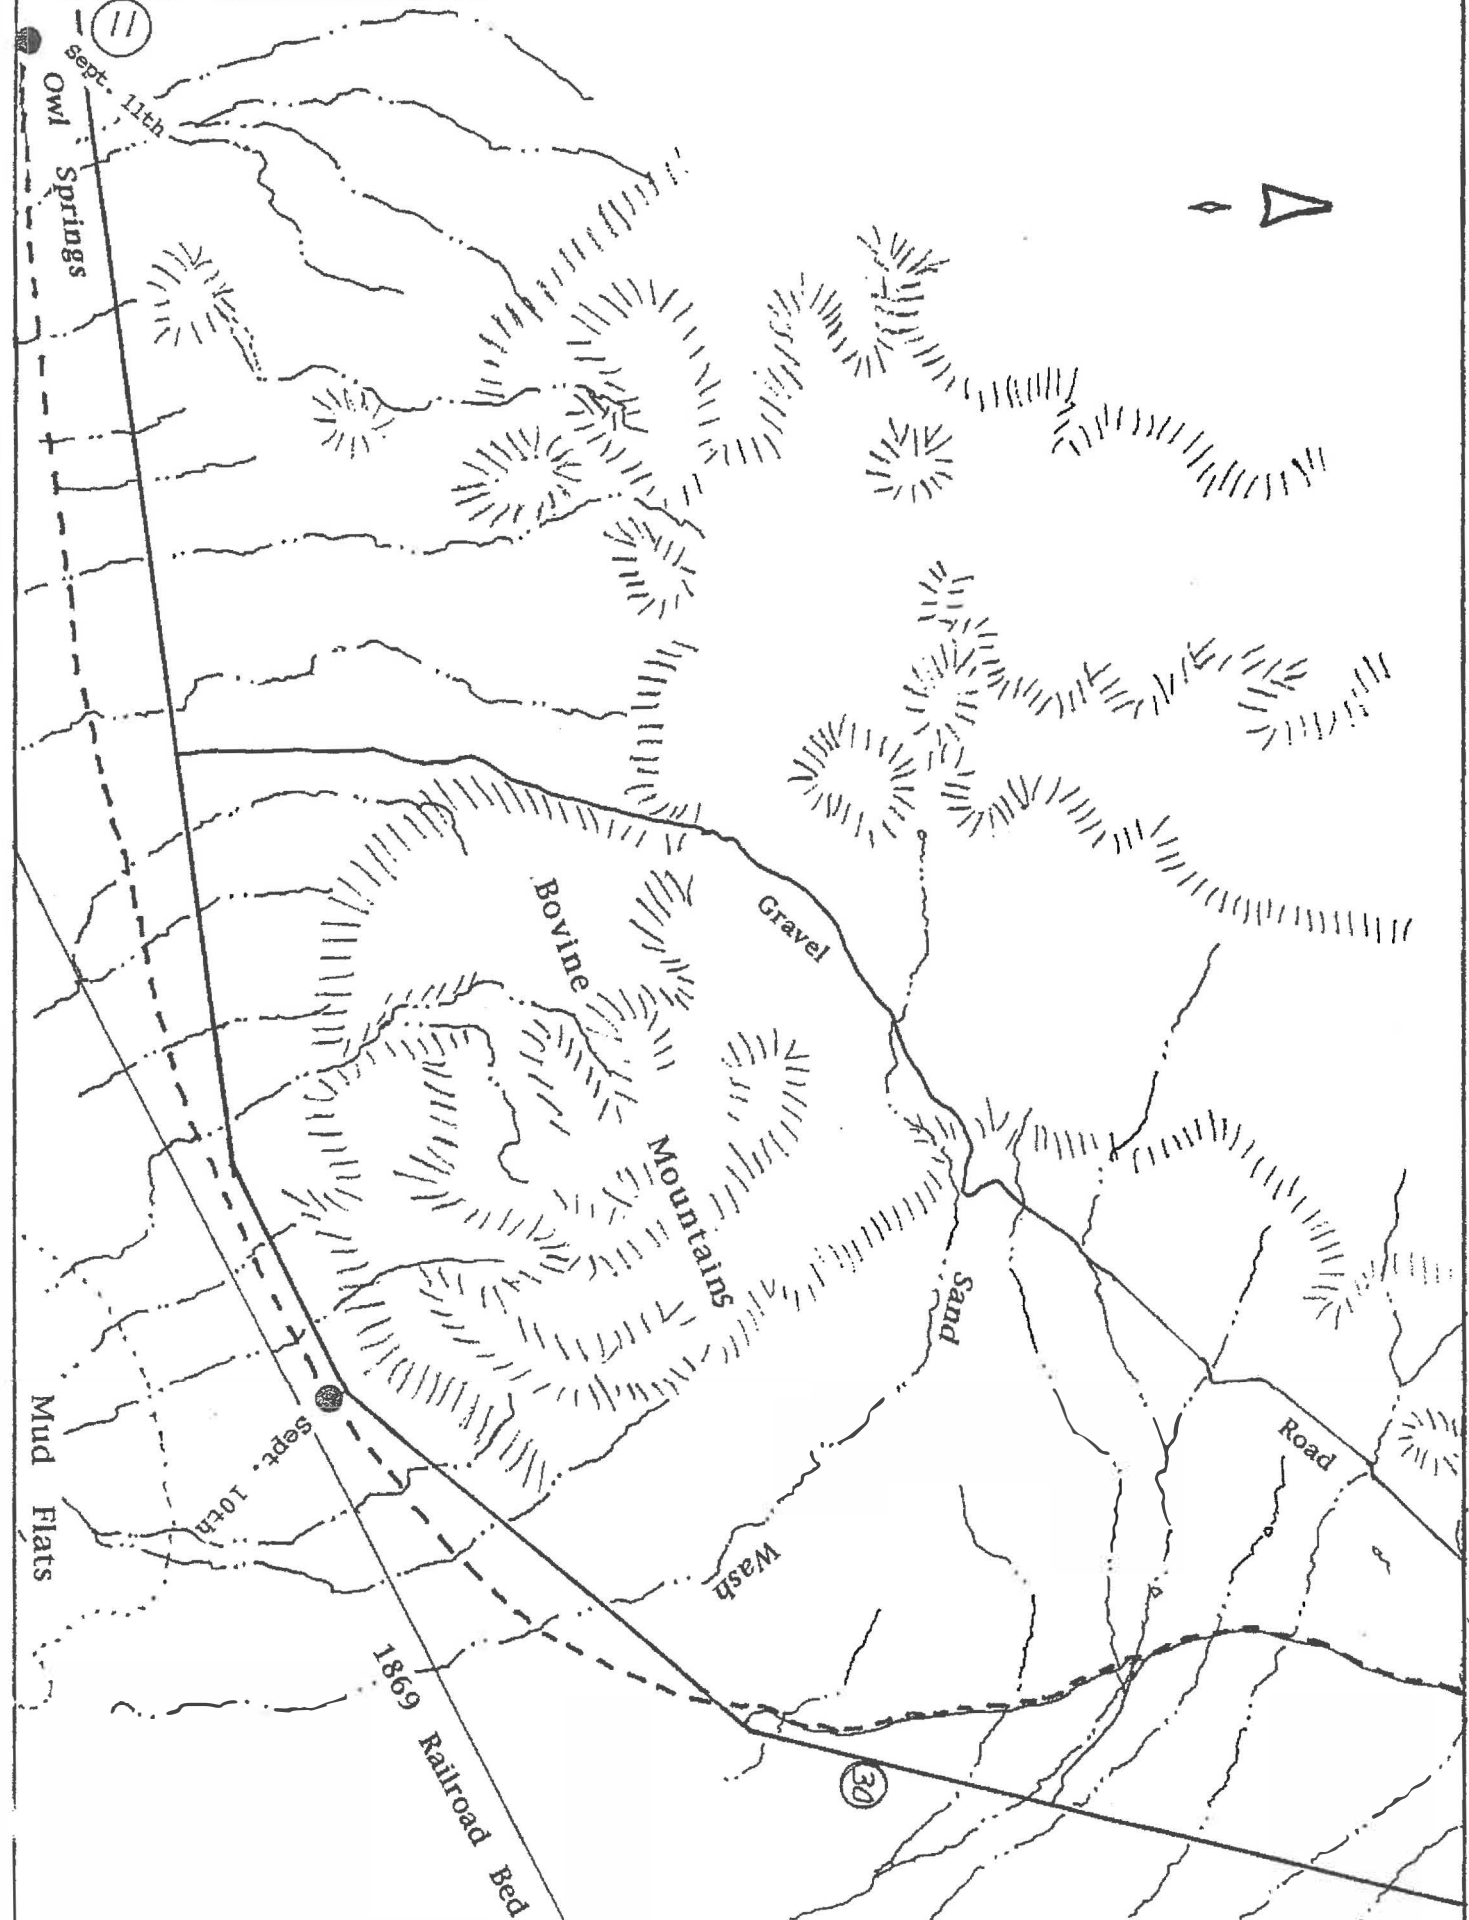 11
Sept. 11th
Owl Springs
Bovine
Mountains
Gravel
Road
Sand
Wash
Sept. 10th
Mud Flats
1869 Railroad Bed
30